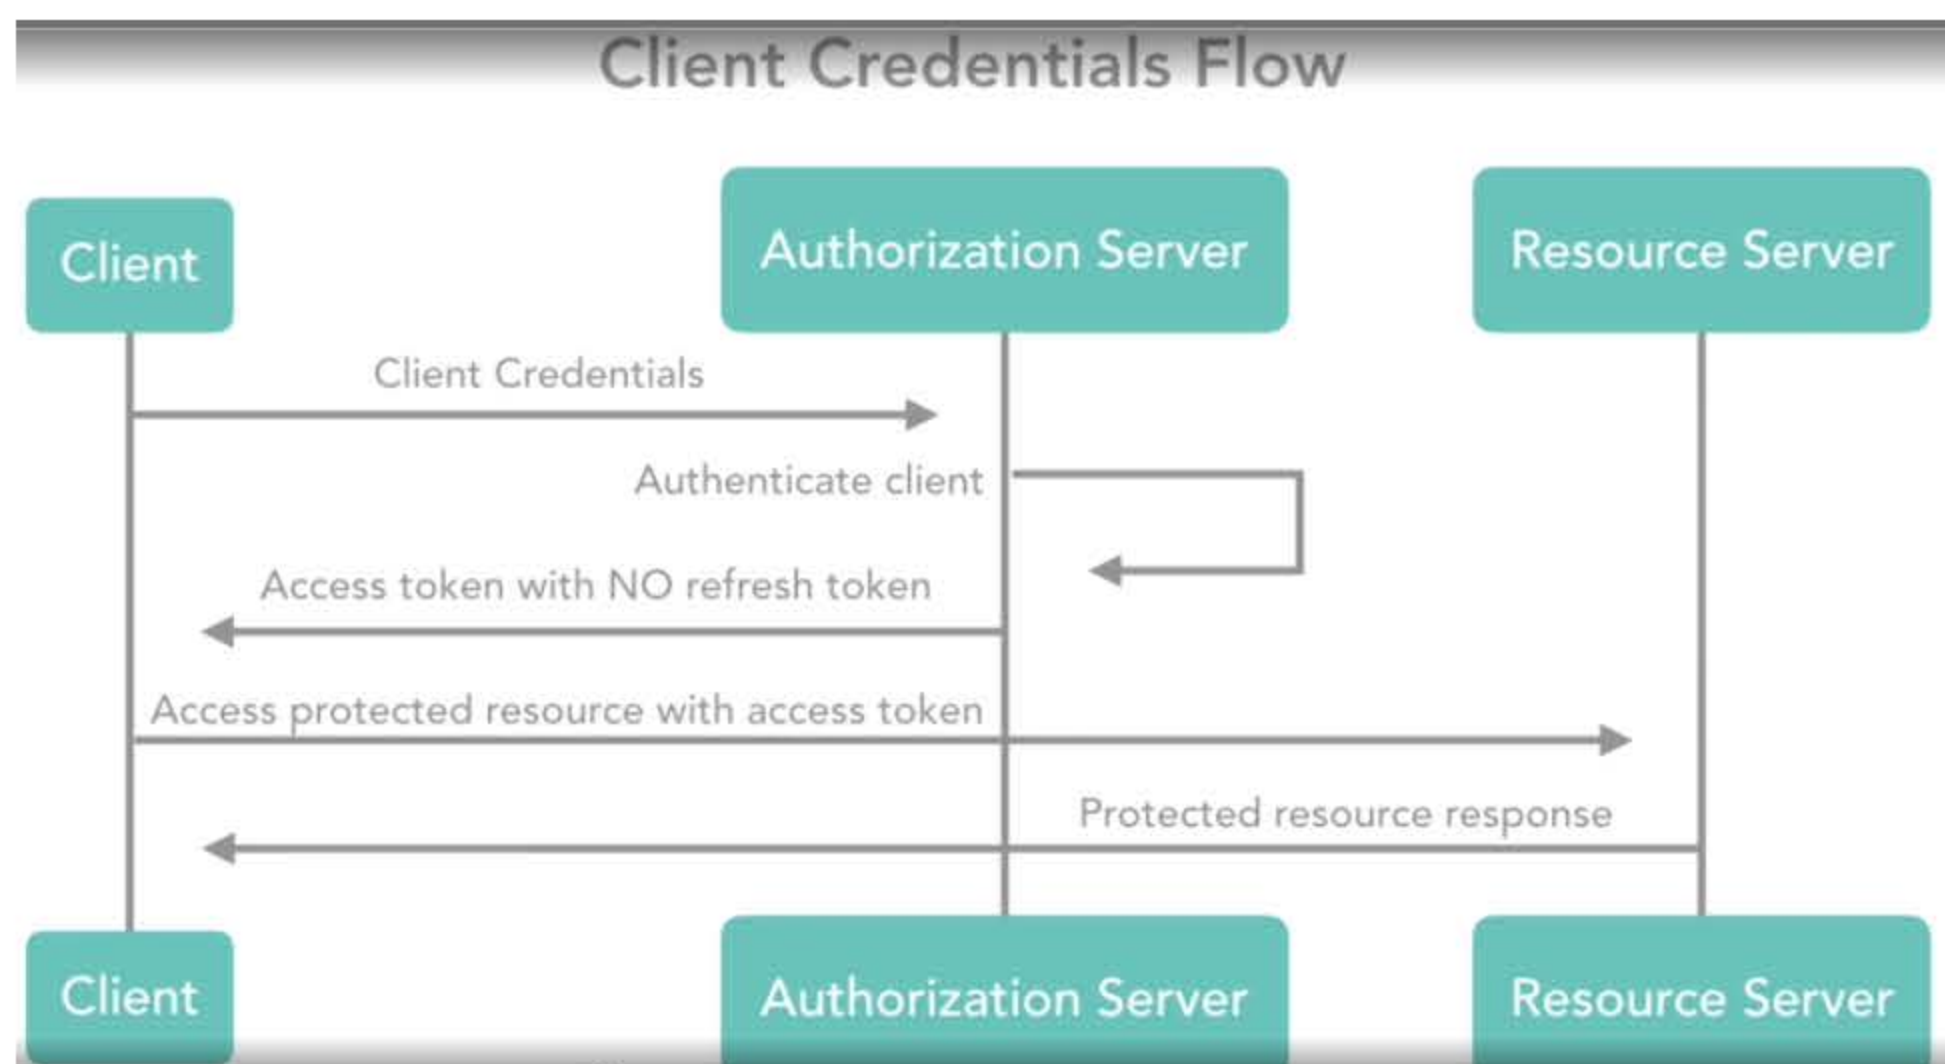 Client Credentials Flow
Client
Authorization Server
Resource Server
Client Credentials
Authenticate client
Access token with NO refresh token
Access protected resource with access token
Protected resource response
Client
Authorization Server
Resource Server